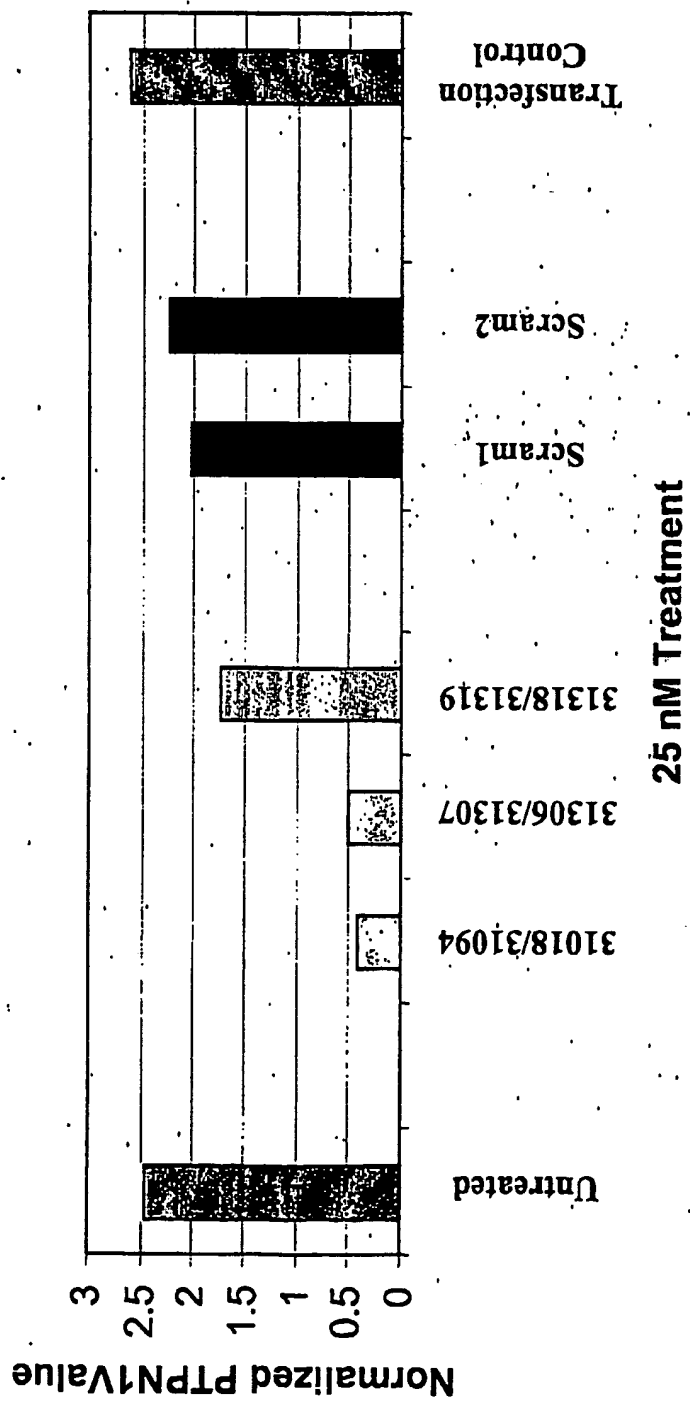 Normalized PTPN1Value
3
2.5
2
1.5
1
0.5
0
Untreated
31018/31094
31306/31307
31318/31319
Scram1
Scram2
Transfection
Control
25 nM Treatment